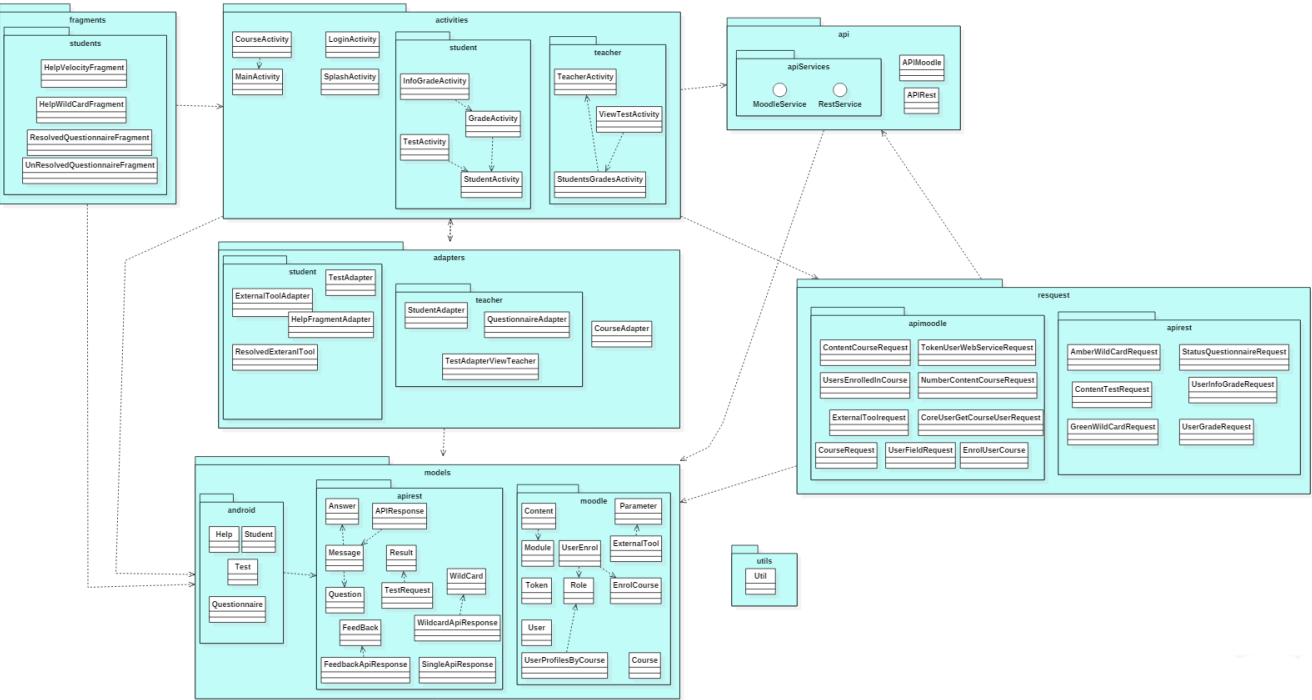 fragments
students
HelpVelocityFragment
HelpWildCardFragment
ResolvedQuestionnaireFragment
UnResolvedQuestionnaireFragment
activities
CourseActivity
LoginActivity
MainActivity
SplashActivity
student
InfoGradeActivity
GradeActivity
TestActivity
StudentActivity
teacher
TeacherActivity
ViewTestActivity
StudentsGradesActivity
api
apiServices
MoodleService
RestService
APIMoodle
APIRest
adapters
student
TestAdapter
ExternalToolAdapter
HelpFragmentAdapter
ResolvedExteranlTool
teacher
StudentAdapter
QuestionnaireAdapter
TestAdapterViewTeacher
CourseAdapter
resquest
apimoodle
ContentCourseRequest
TokenUserWebServiceRequest
UsersEnrolledInCourse
NumberContentCourseRequest
ExternalToolrequest
CoreUserGetCourseUserRequest
CourseRequest
UserFieldRequest
EnrolUserCourse
apirest
AmberWildCardRequest
StatusQuestionnaireRequest
ContentTestRequest
UserInfoGradeRequest
GreenWildCardRequest
UserGradeRequest
models
android
Help
Student
Test
Questionnaire
apirest
Answer
APIResponse
Message
Result
Question
TestRequest
WildCard
FeedBack
WildcardApiResponse
FeedbackApiResponse
SingleApiResponse
moodle
Content
Parameter
Module
UserEnrol
ExternalTool
Token
Role
EnrolCourse
User
UserProfilesByCourse
Course
utils
Util